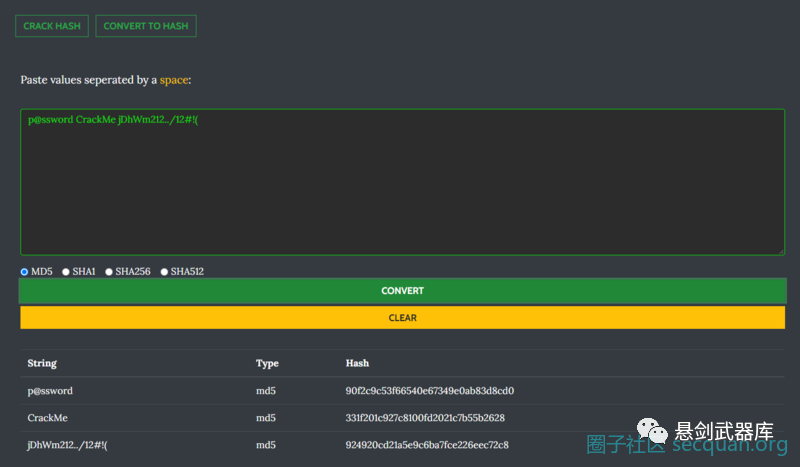 CRACK HASH CONVERT TO HASH
Paste values seperated by a space:
p@ssword CrackMe jDhWm212../12#!(
MD5 SHA1 SHA256 SHA512
CONVERT
CLEAR
String Type Hash
p@ssword md5 90f2c9c53f66540e67349e0ab83d8cd0
CrackMe md5 331f201c927c8100fd2021c7b55b2628
jDhWm212../12#!( md5 924920cd21a5e9c6ba7fce226eec72c8
悬剑武器库
圈子社区 secquan.org